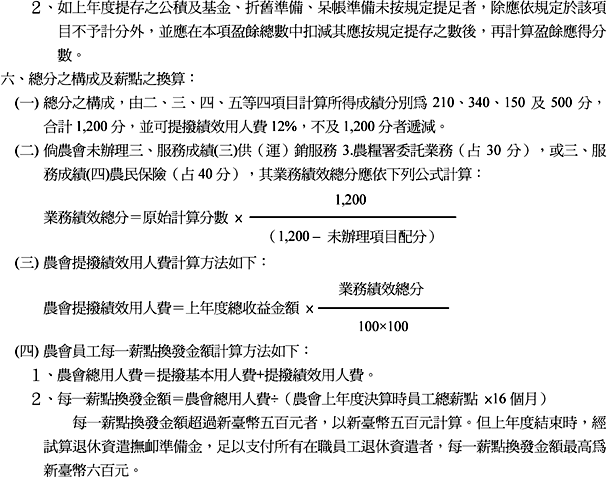 ２、如上年度提存之公積及基金、折舊準備、呆帳準備未按規定提足者，除應依規定於該項
目不予計分外，並應在本項盈餘總數中扣減其應按規定提存之數後，再計算盈餘應得分
數。
六、總分之構成及薪點之換算：
(一) 總分之構成，由二、三、四、五等四項目計算所得成績分別為 210、340、150 及 500 分，
合計 1,200 分，並可提撥績效用人費 12%，不及 1,200 分者遞減。
(二) 倘農會未辦理三、服務成績(三)供（運）銷服務 3.農糧署委託業務（占 30 分），或三、服
務成績(四)農民保險（占 40 分），其業務績效總分應依下列公式計算：
1,200
業務績效總分＝原始計算分數 ×
（1,200 – 未辦理項目配分）
(三) 農會提撥績效用人費計算方法如下：
業務績效總分
農會提撥績效用人費＝上年度總收益金額 ×
100×100
(四) 農會員工每一薪點換發金額計算方法如下：
１、農會總用人費＝提撥基本用人費+提撥績效用人費。
２、每一薪點換發金額＝農會總用人費÷（農會上年度決算時員工總薪點 ×16 個月）
每一薪點換發金額超過新臺幣五百元者，以新臺幣五百元計算。但上年度結束時，經
試算退休資遣撫卹準備金，足以支付所有在職員工退休資遣者，每一薪點換發金額最高為
新臺幣六百元。